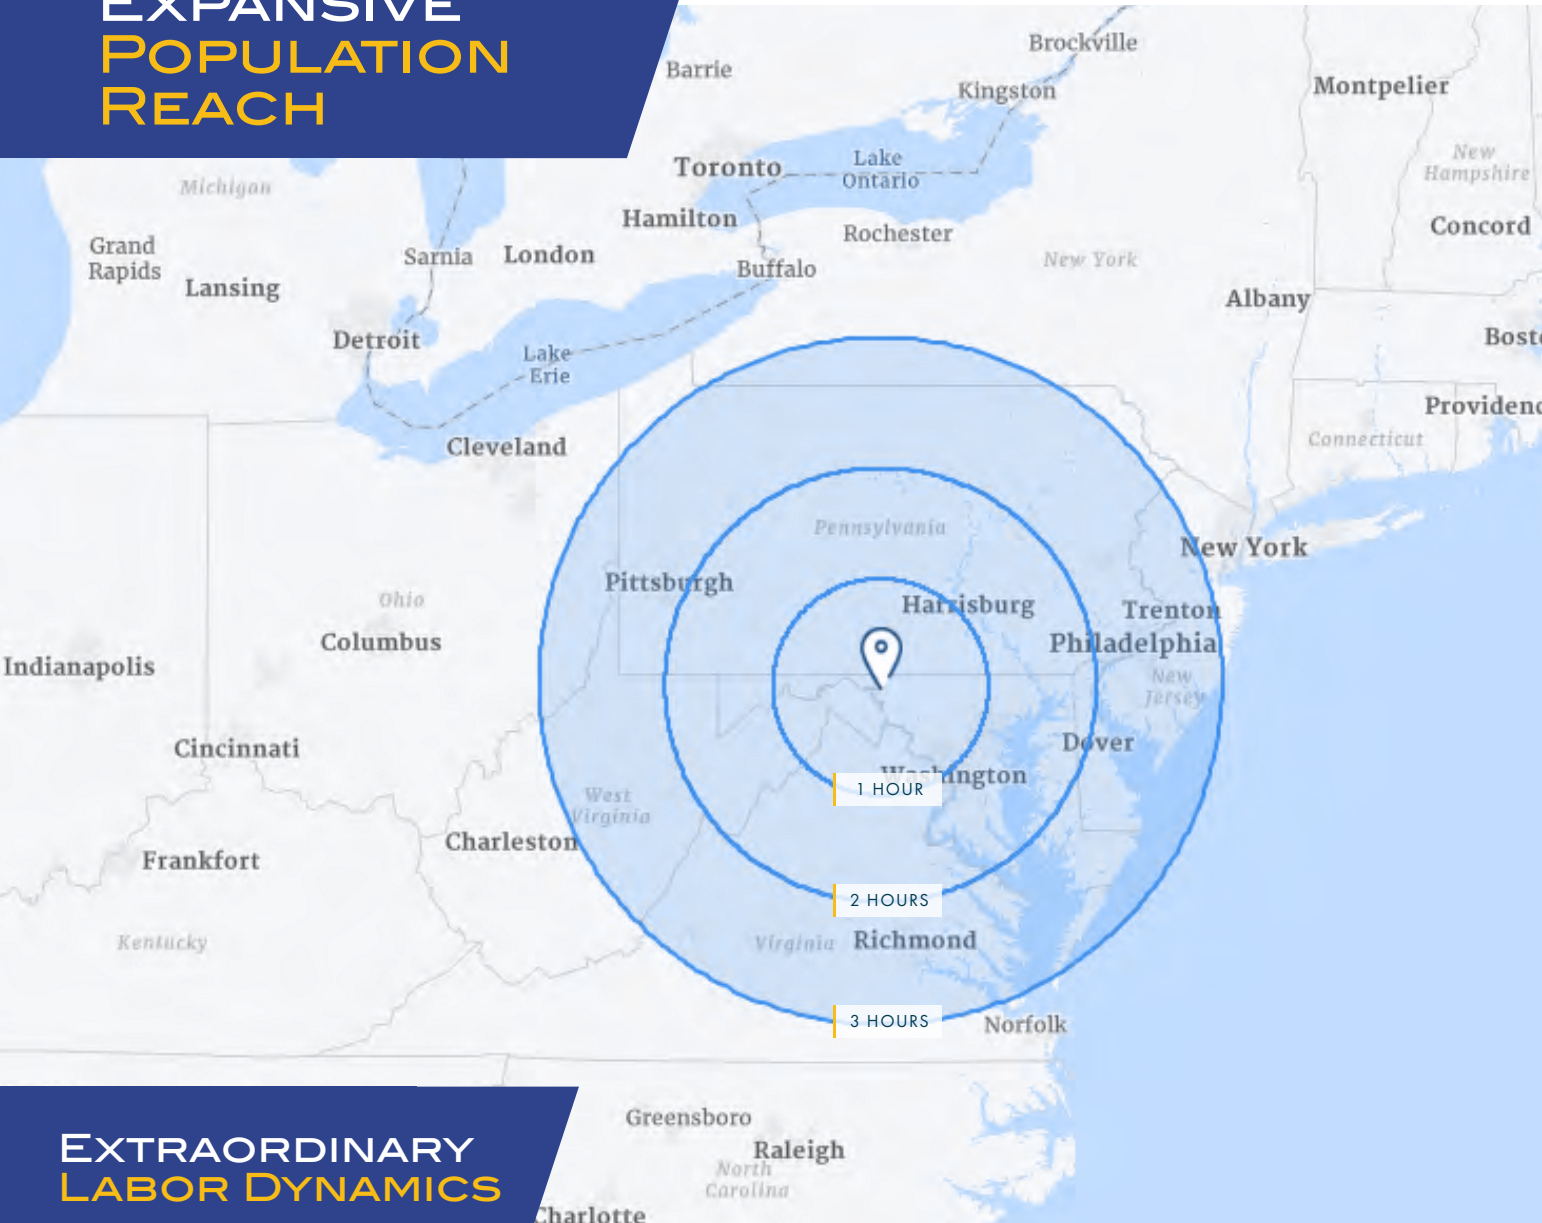 EXPANSIVE
POPULATION
REACH
Brockville
Barrie
Kingston
Montpelier
Toronto
Lake
Ontario
New
Hampshire
Michigan
Hamilton
Rochester
Concord
Grand
Rapids
Sarnia
London
Buffalo
New York
Lansing
Albany
Detroit
Lake
Erie
Bost
Providenc
Connecticut
Cleveland
Pennsylvania
New York
Pittsburgh
Harrisburg
Ohio
Trenton
Columbus
Philadelphia
Indianapolis
New
Jersey
Cincinnati
Dover
Washington
1 HOUR
West
Virginia
Charleston
Frankfort
2 HOURS
Kentucky
Virginia
Richmond
3 HOURS
Norfolk
Greensboro
Raleigh
North
Carolina
Charlotte
EXTRAORDINARY
LABOR DYNAMICS